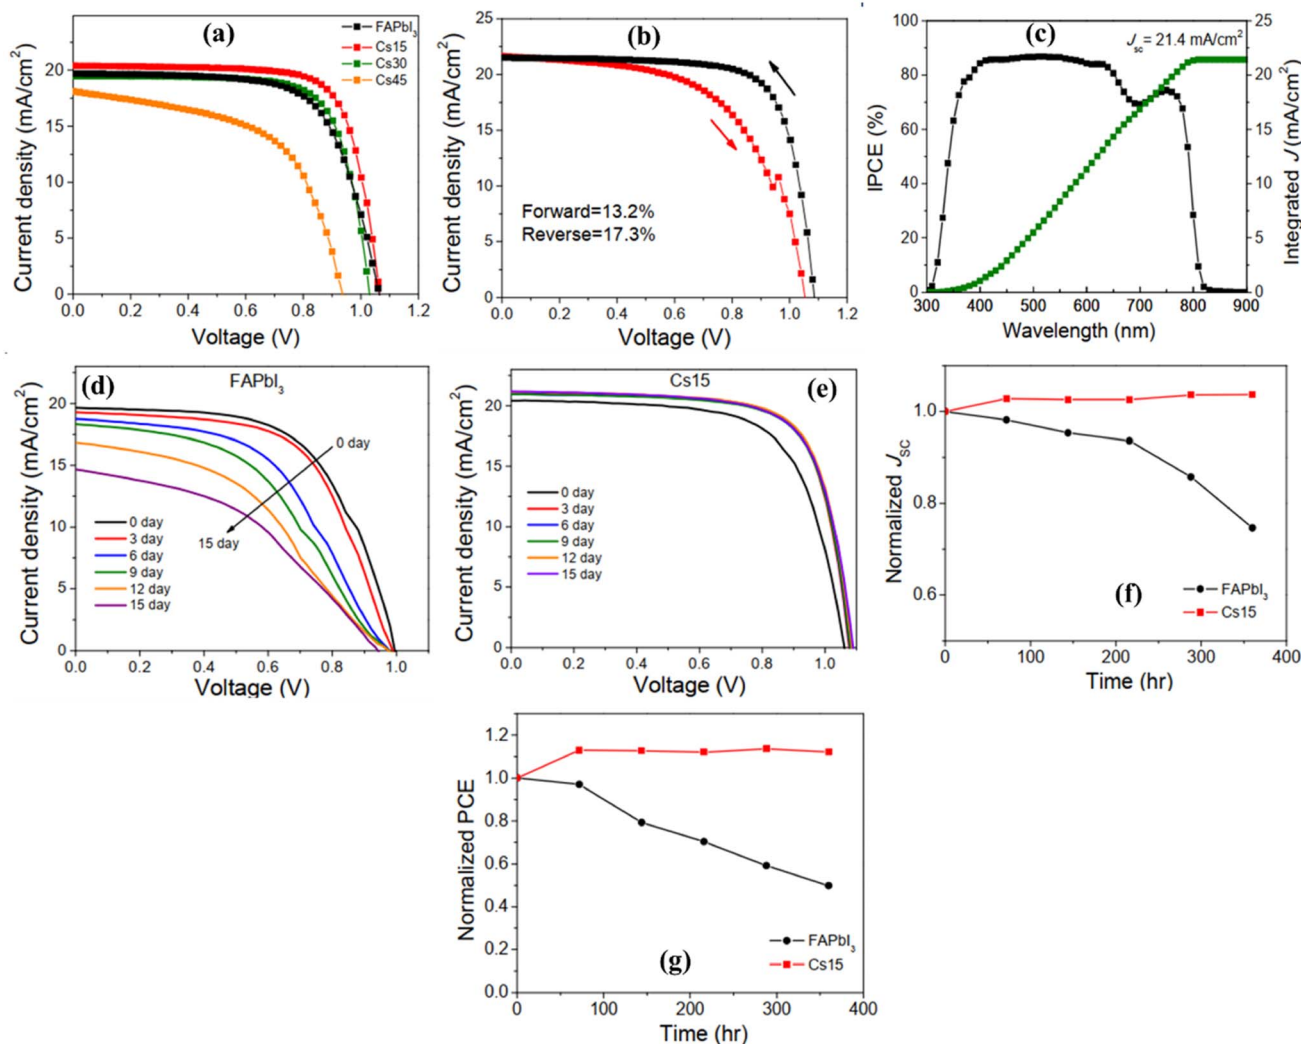 (a)
FAPbI₃
Cs15
Cs30
Cs45
Current density (mA/cm²)
20
15
10
5
0
0.0 0.2 0.4 0.6 0.8 1.0 1.2
Voltage (V)
(b)
Current density (mA/cm²)
25
20
15
10
5
0
Forward=13.2%
Reverse=17.3%
0.0 0.2 0.4 0.6 0.8 1.0 1.2
Voltage (V)
(c)
Jsc = 21.4 mA/cm²
IPCE (%)
100
80
60
40
20
0
Integrated J (mA/cm²)
25
20
15
10
5
0
300 400 500 600 700 800 900
Wavelength (nm)
(d)
FAPbI₃
Current density (mA/cm²)
20
15
10
5
0
0 day
15 day
0 day
3 day
6 day
9 day
12 day
15 day
0.0 0.2 0.4 0.6 0.8 1.0
Voltage (V)
Cs15
(e)
Current density (mA/cm²)
20
15
10
5
0
0 day
3 day
6 day
9 day
12 day
15 day
0.0 0.2 0.4 0.6 0.8 1.0
Voltage (V)
Normalized JSC
1.0
0.8
0.6
(f)
FAPbI₃
Cs15
0 100 200 300 400
Time (hr)
Normalized PCE
1.2
1.0
0.8
0.6
0.4
0.2
0.0
(g)
FAPbI₃
Cs15
0 100 200 300 400
Time (hr)